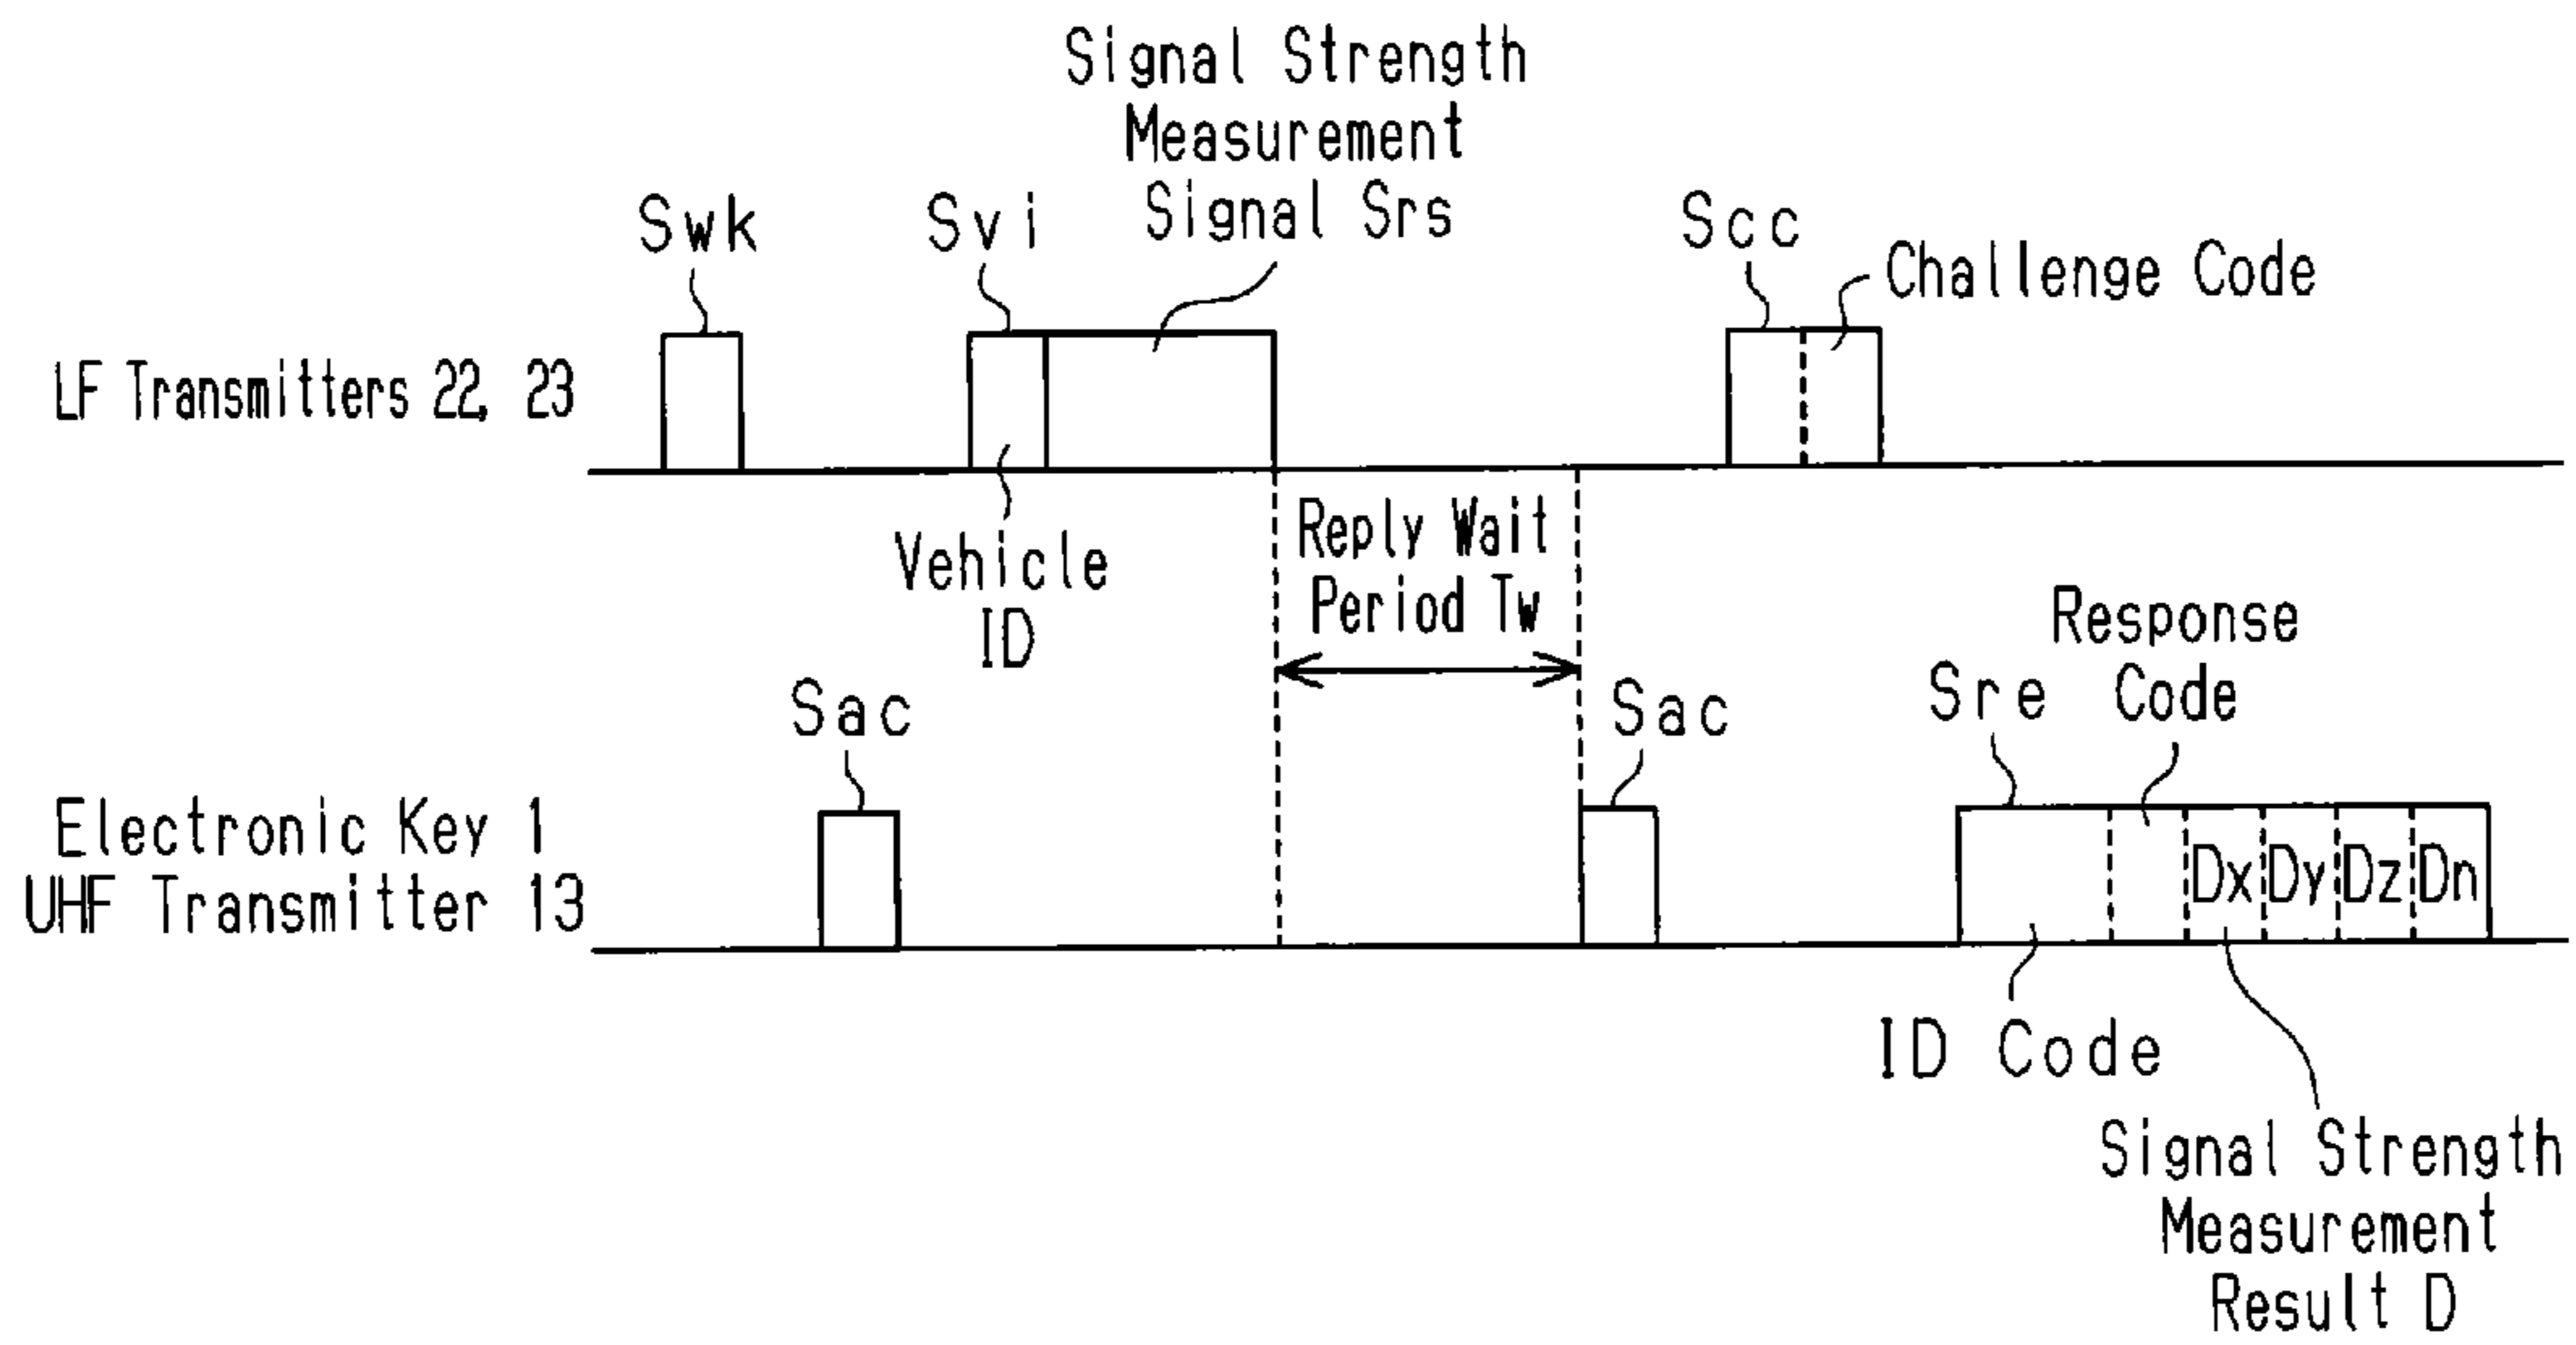 Signal Strength
Measurement
Signal Srs
Swk
Svi
Scc
Challenge Code
LF Transmitters 22, 23
Vehicle
ID
Reply Wait
Period Tw
Response
Code
Sac
Sac
Sre
Electronic Key 1
UHF Transmitter 13
Dx Dy Dz Dn
ID Code
Signal Strength
Measurement
Result D